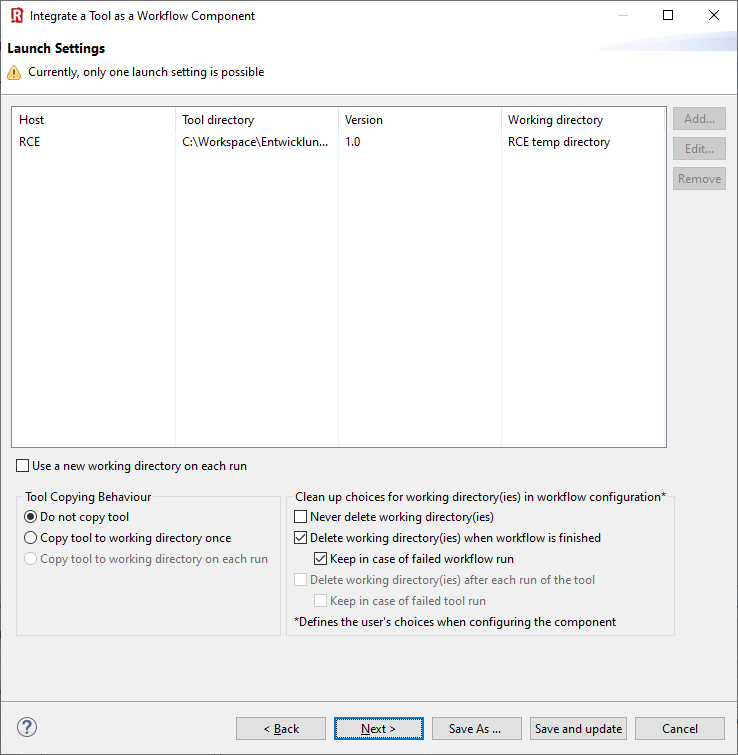 Integrate a Tool as a Workflow Component
Launch Settings
Currently, only one launch setting is possible
Host Tool directory Version Working directory Add...
RCE C:\Workspace\Entwicklun... 1.0 RCE temp directory
Edit...
Remove
Use a new working directory on each run
Tool Copying Behaviour
Do not copy tool
Copy tool to working directory once
Copy tool to working directory on each run
Clean up choices for working directory(ies) in workflow configuration*
Never delete working directory(ies)
Delete working directory(ies) when workflow is finished
Keep in case of failed workflow run
Delete working directory(ies) after each run of the tool
Keep in case of failed tool run
*Defines the user's choices when configuring the component
? < Back Next > Save As ... Save and update Cancel